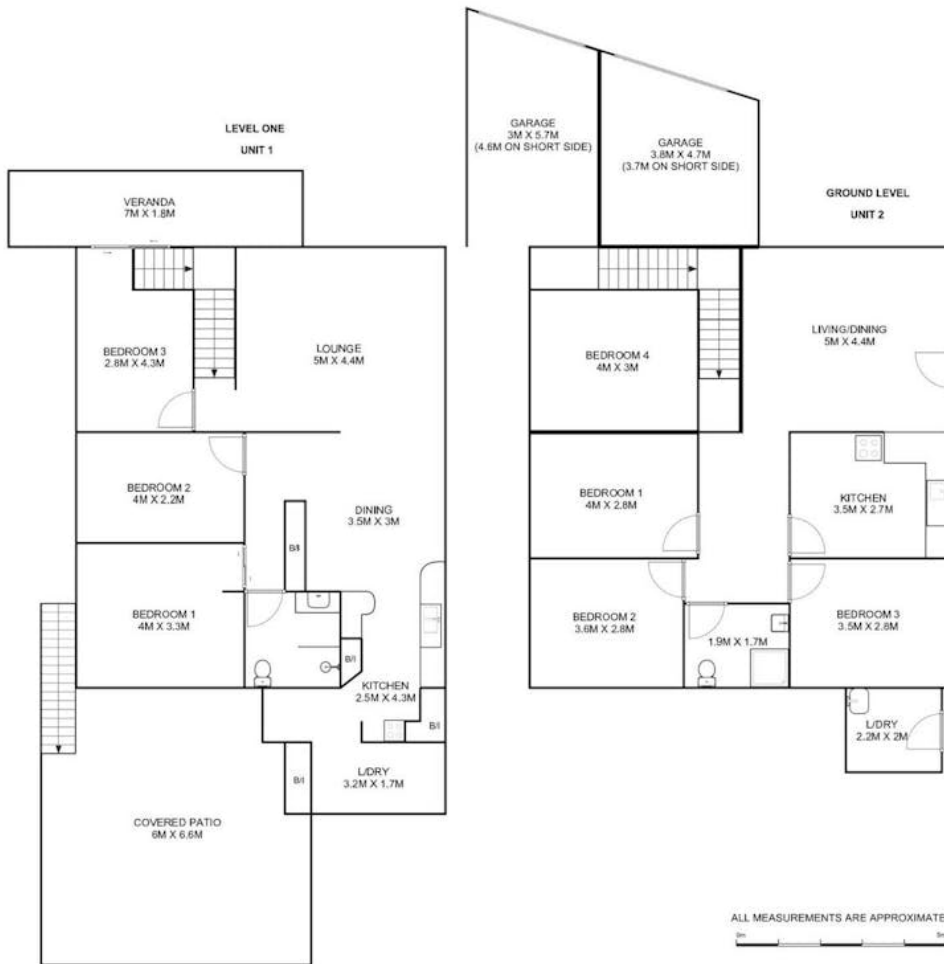 LEVEL ONE
UNIT 1
VERANDA
7M X 1.8M
BEDROOM 3
2.8M X 4.3M
LOUNGE
5M X 4.4M
BEDROOM 2
4M X 2.2M
DINING
3.5M X 3M
B/I
BEDROOM 1
4M X 3.3M
B/I
KITCHEN
2.5M X 4.3M
B/I
L/DRY
3.2M X 1.7M
B/I
COVERED PATIO
6M X 6.6M
GARAGE
3M X 5.7M
(4.6M ON SHORT SIDE)
GARAGE
3.8M X 4.7M
(3.7M ON SHORT SIDE)
GROUND LEVEL
UNIT 2
LIVING/DINING
5M X 4.4M
BEDROOM 4
4M X 3M
BEDROOM 1
4M X 2.8M
KITCHEN
3.5M X 2.7M
BEDROOM 2
3.6M X 2.8M
1.9M X 1.7M
BEDROOM 3
3.5M X 2.8M
L/DRY
2.2M X 2M
ALL MEASUREMENTS ARE APPROXIMATE
0m